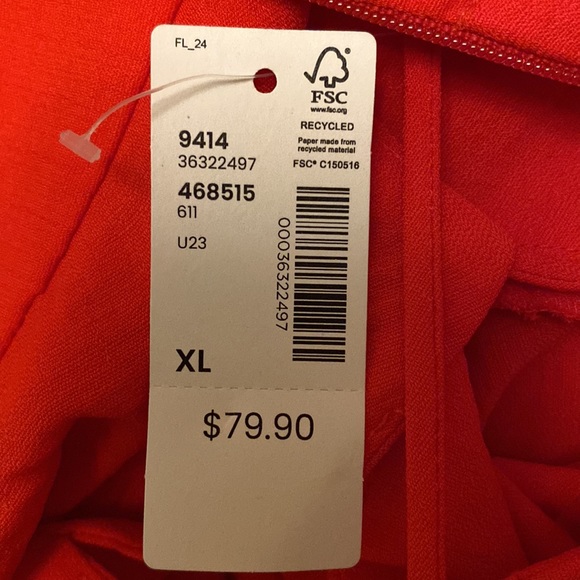 FL_24
FSC
www.fsc.org
RECYCLED
Paper made from
recycled material
FSC® C150516
9414
36322497
468515
611
U23
00036322497
XL
$79.90